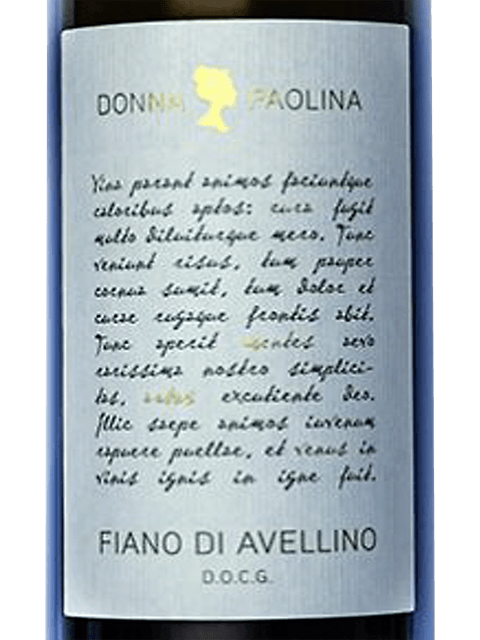 DONNA PAOLINA
Vina parant animos faciuntque
caloribus aptos: cura fugit
multo diluiturque mero. Tunc
veniunt risus, tum pauper
cornua sumit, tum dolor et
curae rugaque frontis abit.
Tunc aperit mentes aevo
rarissima nostro simplici-
tas, artes excutiente deo.
Illic saepe animos iuvenum
rapuere puellae, et venus in
vinis ignis in igne fuit.
FIANO DI AVELLINO
D.O.C.G.